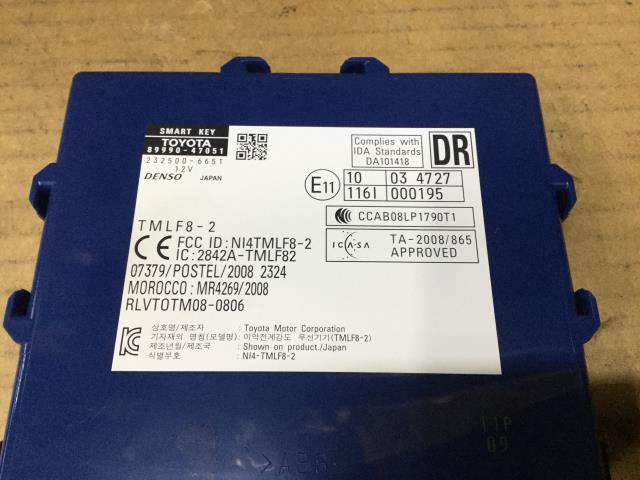 SMART KEY
TOYOTA
89990-47051
232500-6651
12V
DENSO JAPAN
Complies with
IDA Standards
DA101418
DR
E11
10 03 4727
116I 000195
CCAB08LP1790T1
ICASA
TA-2008/865
APPROVED
TMLF8-2
CE FCC ID : NI4TMLF8-2
IC : 2842A-TMLF82
07379/POSTEL/2008 2324
MOROCCO : MR4269/2008
RLVTOTM08-0806
상호명/제조자 : Toyota Motor Corporation
기자재의 명칭(모델명) : 미약전계강도 무선기기(TMLF8-2)
제조년월/제조국 : Shown on product./Japan
식별부호 : NI4-TMLF8-2
11P
09
>ABS<